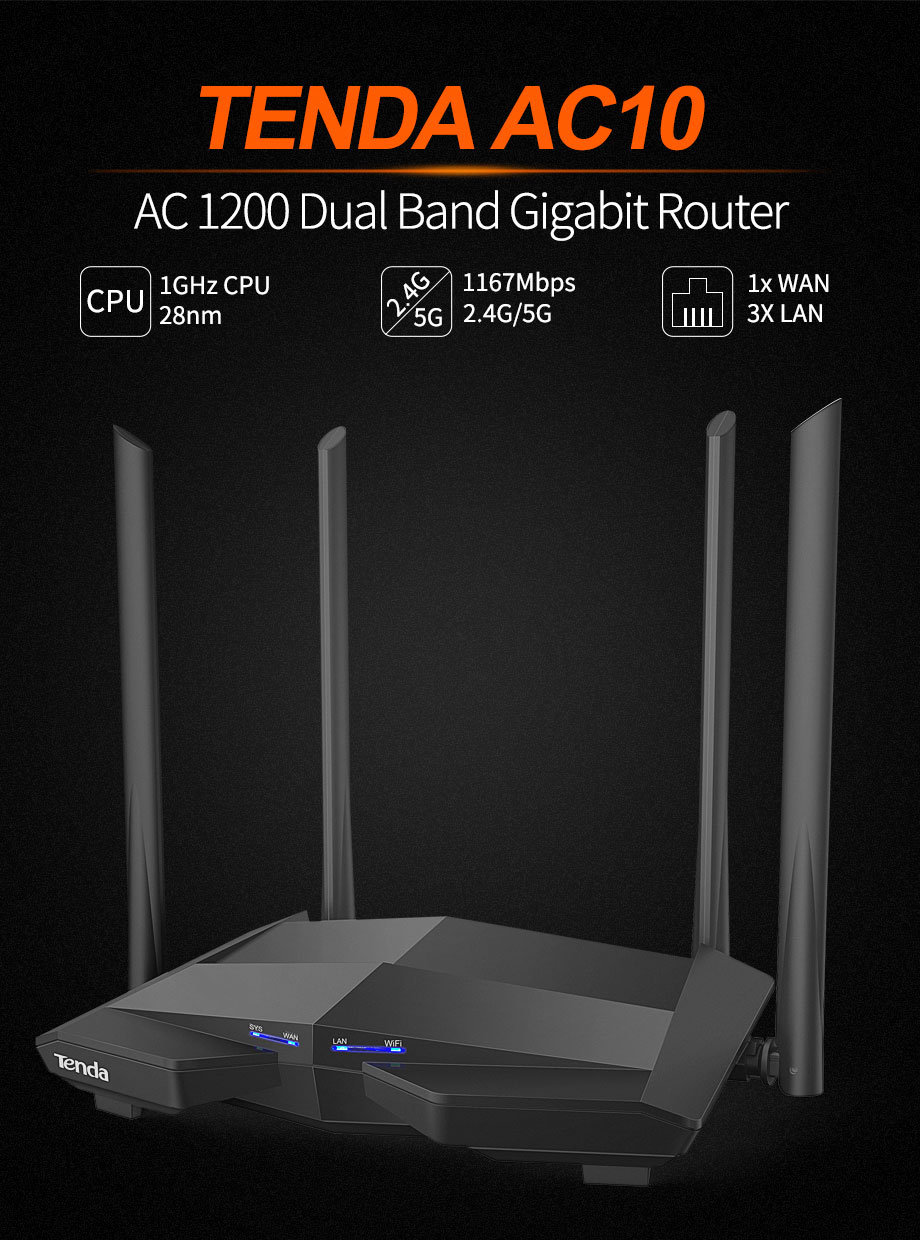 TENDA AC10
AC 1200 Dual Band Gigabit Router
CPU
1GHz CPU
28nm
2.4G
5G
1167Mbps
2.4G/5G
1x WAN
3X LAN
SYS
WAN
LAN
WiFi
Tenda